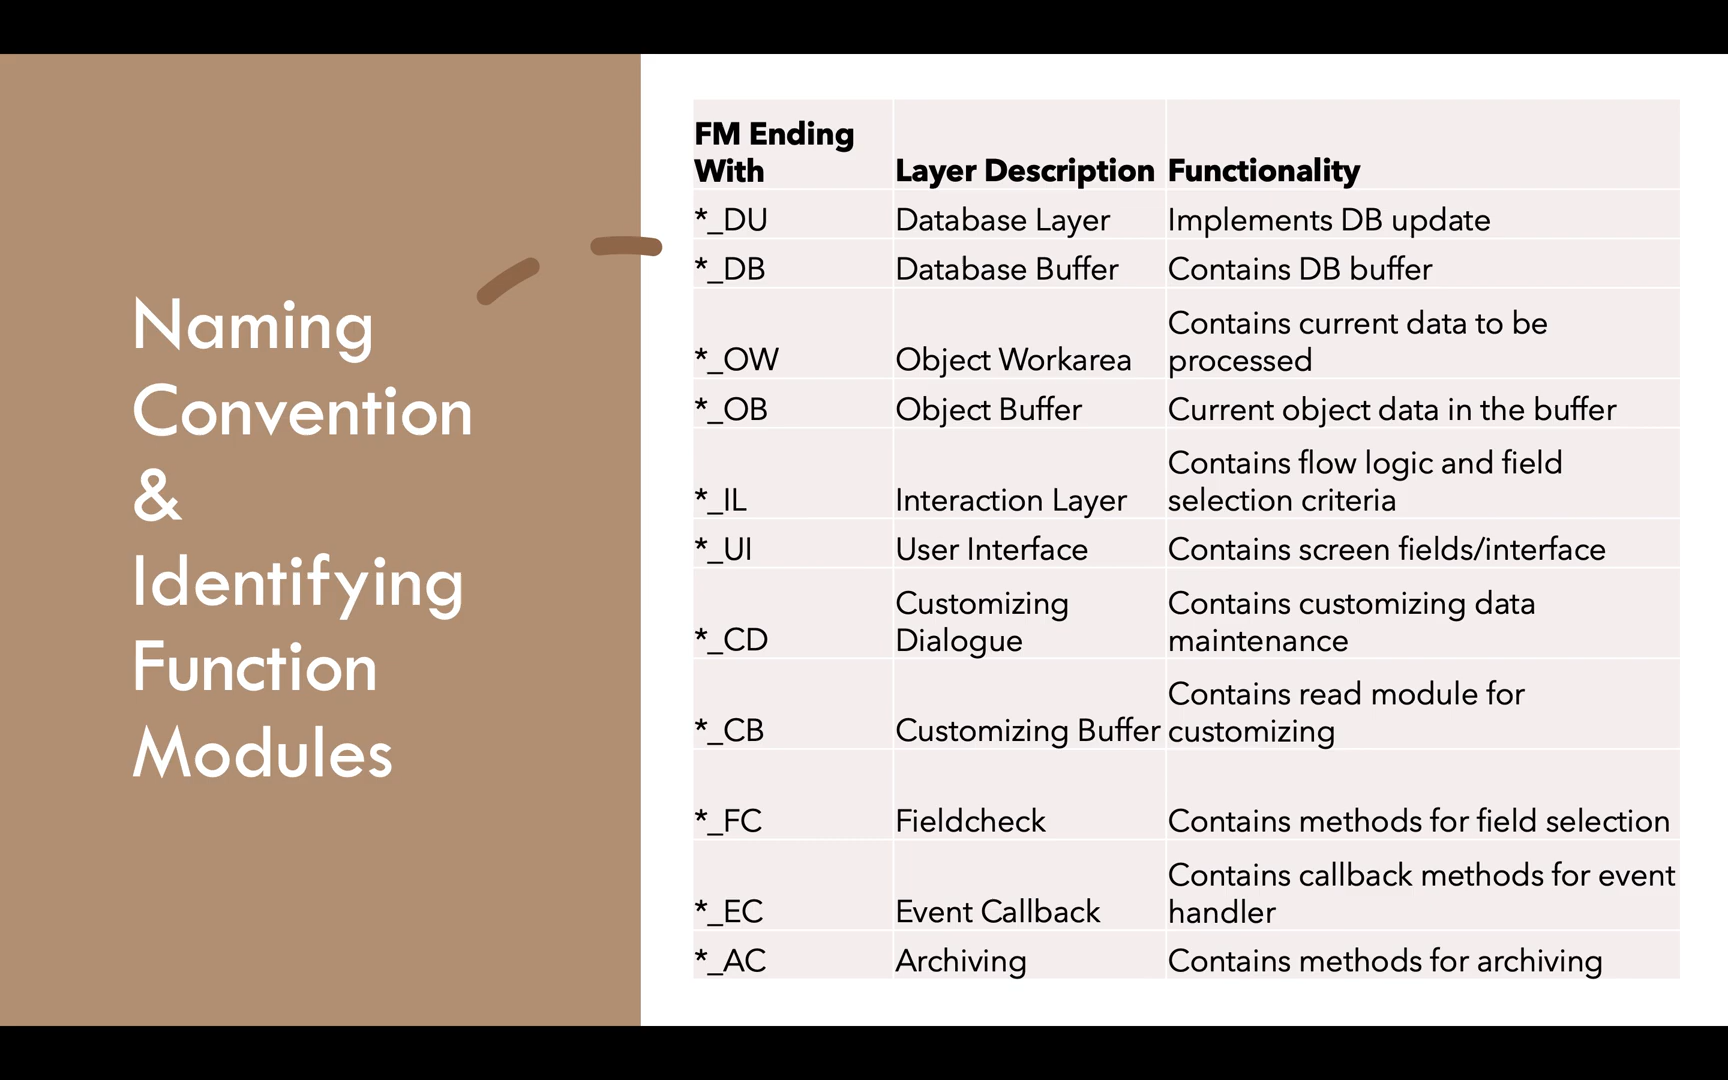 Naming
Convention
&
Identifying
Function
Modules
FM Ending
With
Layer Description
Functionality
*_DU
Database Layer
Implements DB update
*_DB
Database Buffer
Contains DB buffer
*_OW
Object Workarea
Contains current data to be
processed
*_OB
Object Buffer
Current object data in the buffer
*_IL
Interaction Layer
Contains flow logic and field
selection criteria
*_UI
User Interface
Contains screen fields/interface
*_CD
Customizing
Dialogue
Contains customizing data
maintenance
*_CB
Customizing Buffer
Contains read module for
customizing
*_FC
Fieldcheck
Contains methods for field selection
*_EC
Event Callback
Contains callback methods for event
handler
*_AC
Archiving
Contains methods for archiving